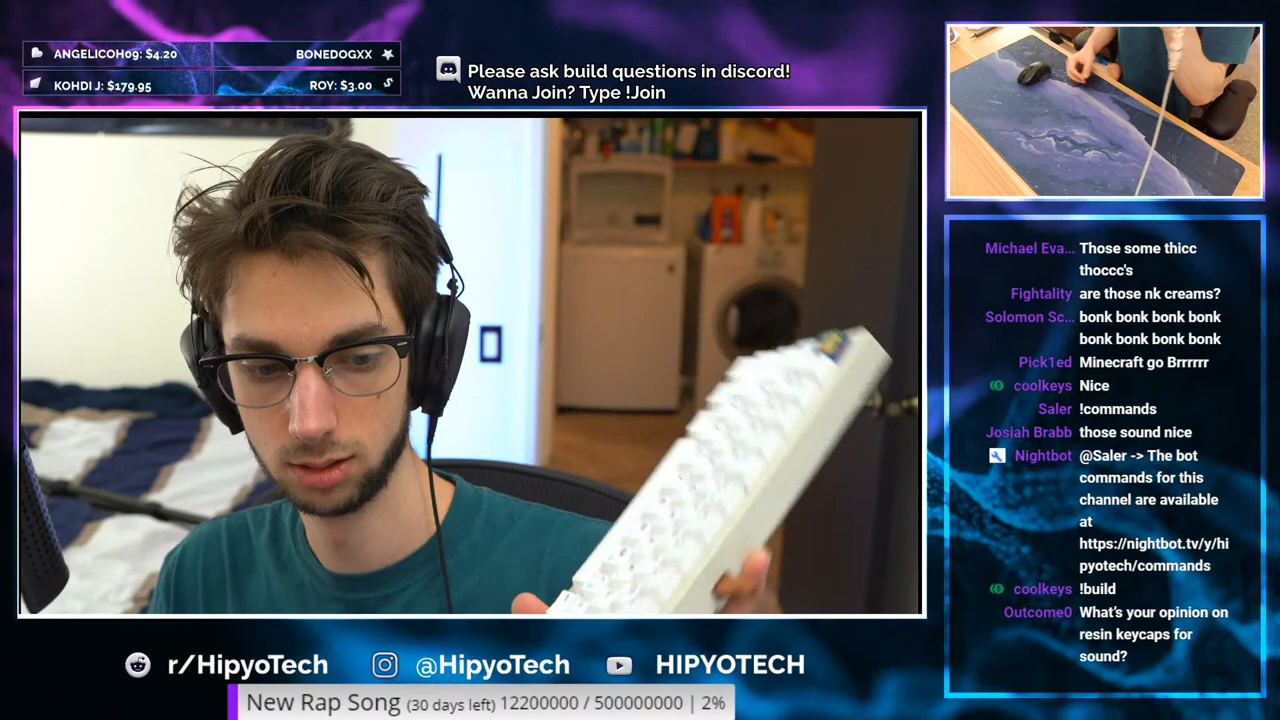 ANGELICOH09: $4.20
BONEDOGXX
KOHDI J: $179.95
ROY: $3.00
Please ask build questions in discord!
Wanna Join? Type !Join
Michael Eva... Those some thicc
thoccc's
Fightality are those nk creams?
Solomon Sc... bonk bonk bonk bonk
bonk bonk bonk bonk
Pick1ed Minecraft go Brrrrrr
coolkeys Nice
Saler !commands
Josiah Brabb those sound nice
Nightbot @Saler -> The bot
commands for this
channel are available
at
https://nightbot.tv/y/hi
pyotech/commands
coolkeys !build
Outcome0 What's your opinion on
resin keycaps for
sound?
r/HipyoTech @HipyoTech HIPYOTECH
New Rap Song (30 days left) 12200000 / 500000000 | 2%